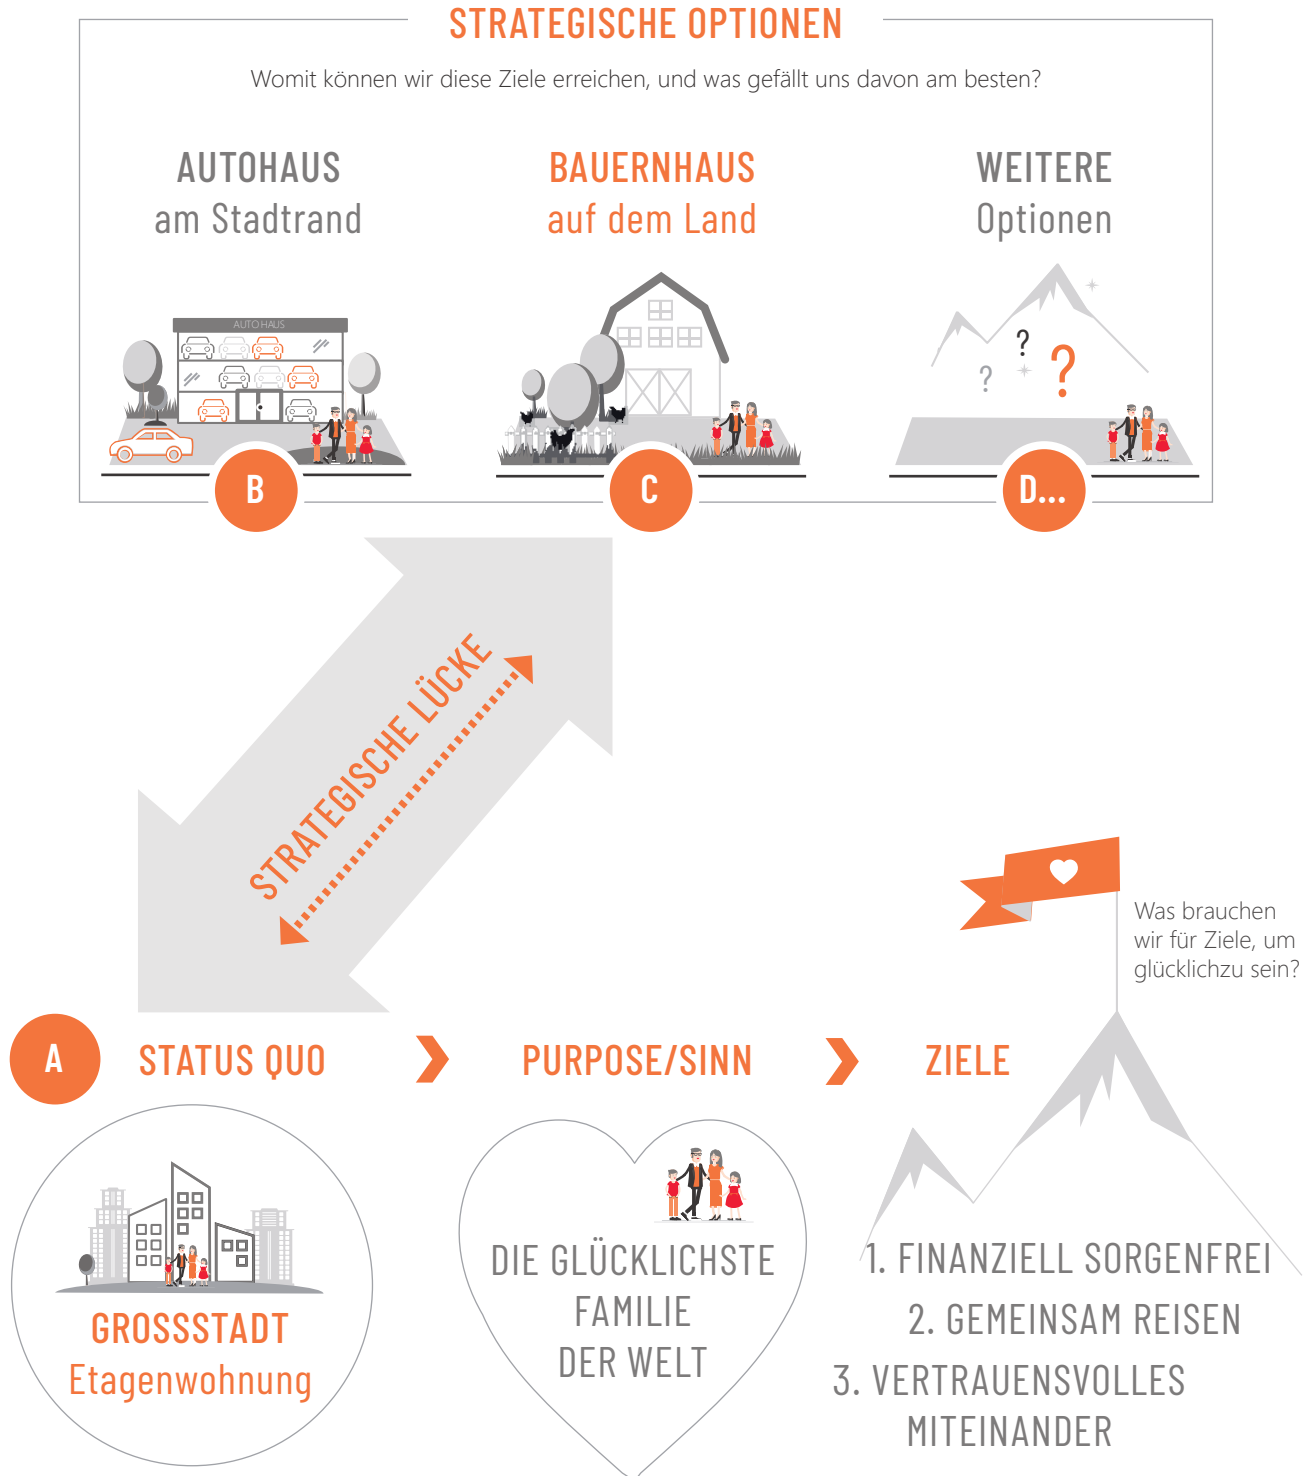 STRATEGISCHE OPTIONEN
Womit können wir diese Ziele erreichen, und was gefällt uns davon am besten?
AUTOHAUS
am Stadtrand
BAUERNHAUS
auf dem Land
WEITERE
Optionen
AUTOHAUS
? ? ?
B
C
D...
STRATEGISCHE LÜCKE
Was brauchen
wir für Ziele, um
glücklichzu sein?
A
STATUS QUO
PURPOSE/SINN
ZIELE
GROSSSTADT
Etagenwohnung
DIE GLÜCKLICHSTE
FAMILIE
DER WELT
1. FINANZIELL SORGENFREI
2. GEMEINSAM REISEN
3. VERTRAUENSVOLLES
MITEINANDER